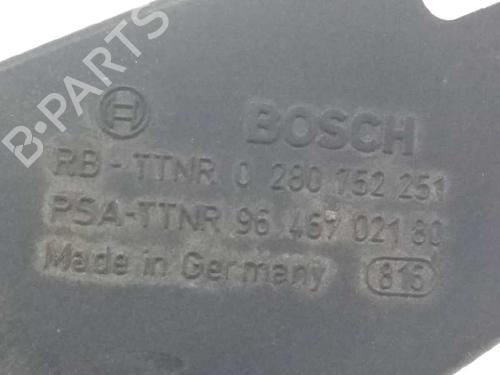 B-PARTS
BOSCH
RB-TTNR 0 280 752 251
PSA-TTNR 96 467 021 80
Made in Germany 816